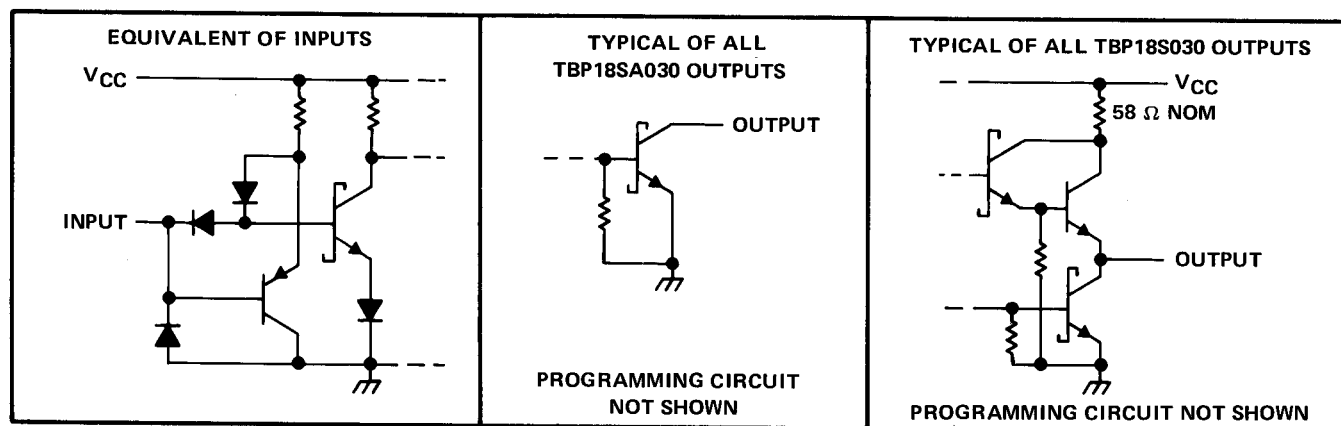 EQUIVALENT OF INPUTS
VCC
INPUT
TYPICAL OF ALL
TBP18SA030 OUTPUTS
OUTPUT
PROGRAMMING CIRCUIT
NOT SHOWN
TYPICAL OF ALL TBP18S030 OUTPUTS
VCC
58 Ω NOM
OUTPUT
PROGRAMMING CIRCUIT NOT SHOWN